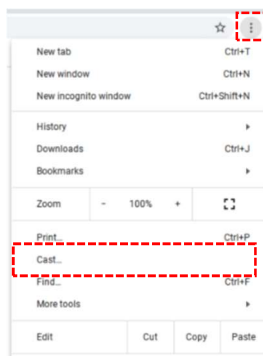 New tab Ctrl+T
New window Ctrl+N
New incognito window Ctrl+Shift+N
History
Downloads Ctrl+J
Bookmarks
Zoom - 100% +
Print... Ctrl+P
Cast...
Find... Ctrl+F
More tools
Edit Cut Copy Paste